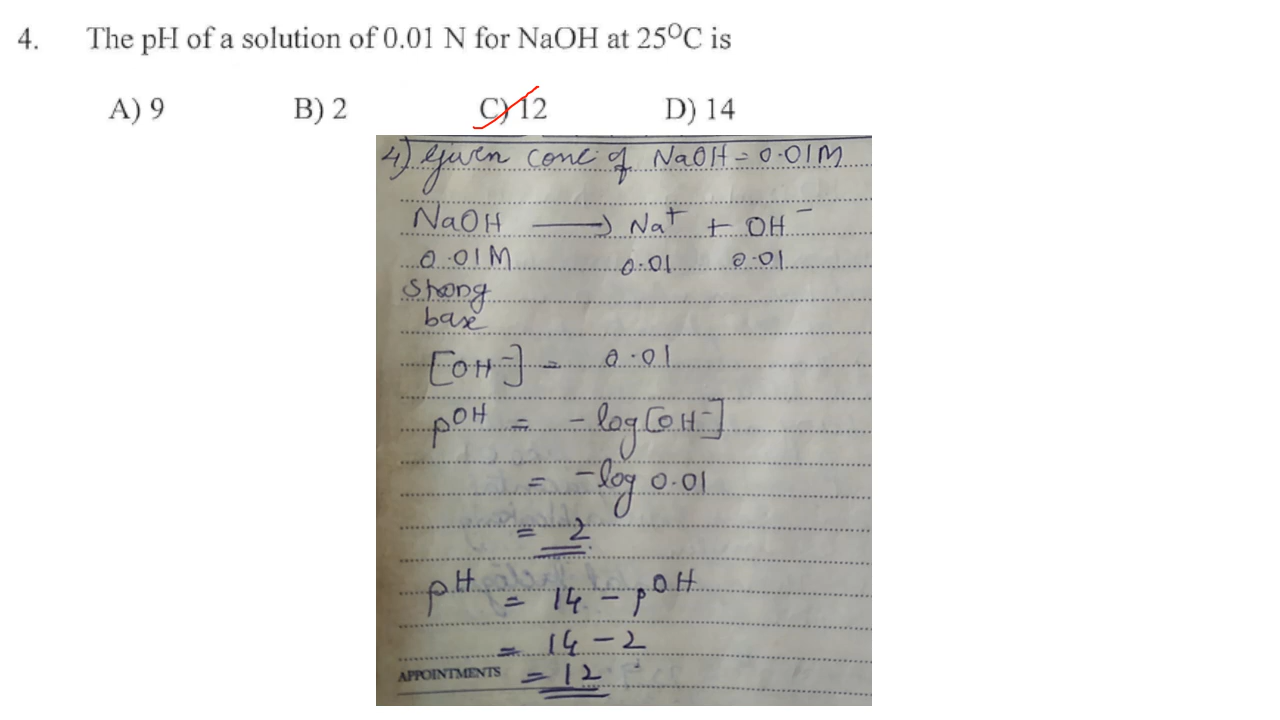 4. The pH of a solution of 0.01 N for NaOH at 25⁰C is
A) 9 B) 2 C) 12 D) 14
4) Given conc of NaOH = 0.01M
NaOH ⟶ Na⁺ + OH⁻
0.01M 0.01 0.01
Strong
base
[OH⁻] = 0.01
pOH = -log[OH⁻]
= -log 0.01
= 2
pH = 14 - pOH
= 14 - 2
APPOINTMENTS = 12